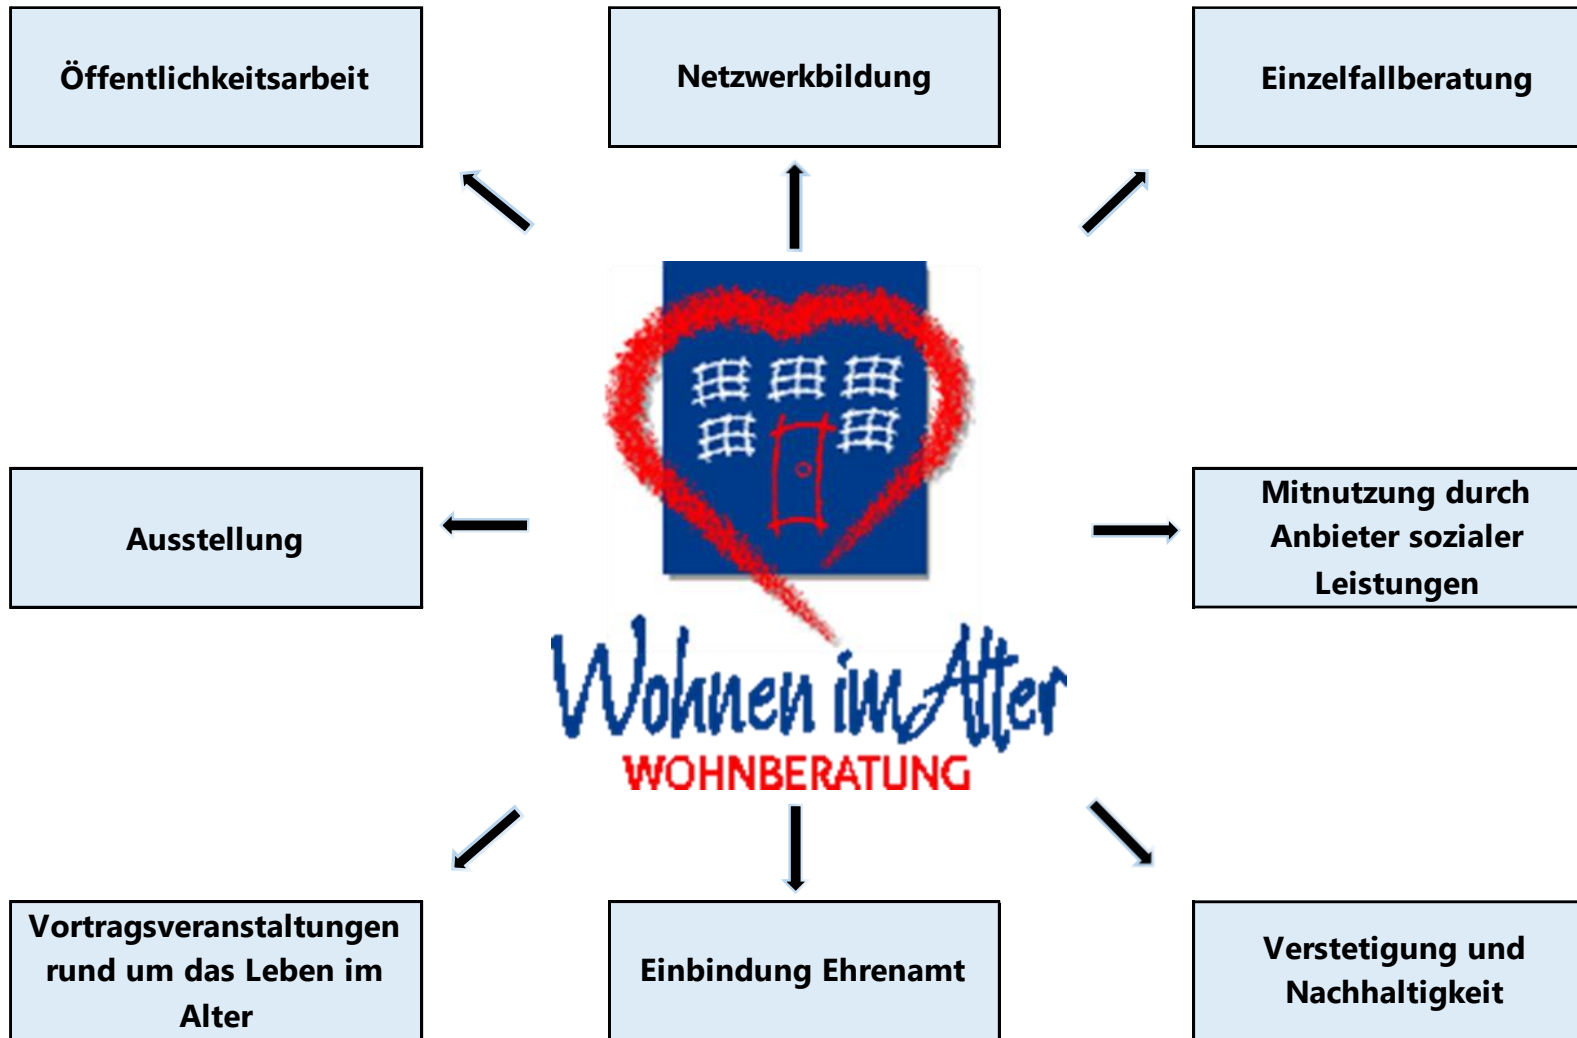 Öffentlichkeitsarbeit
Netzwerkbildung
Einzelfallberatung
Ausstellung
Wohnen im Alter
WOHNBERATUNG
Mitnutzung durch
Anbieter sozialer
Leistungen
Vortragsveranstaltungen
rund um das Leben im
Alter
Einbindung Ehrenamt
Verstetigung und
Nachhaltigkeit